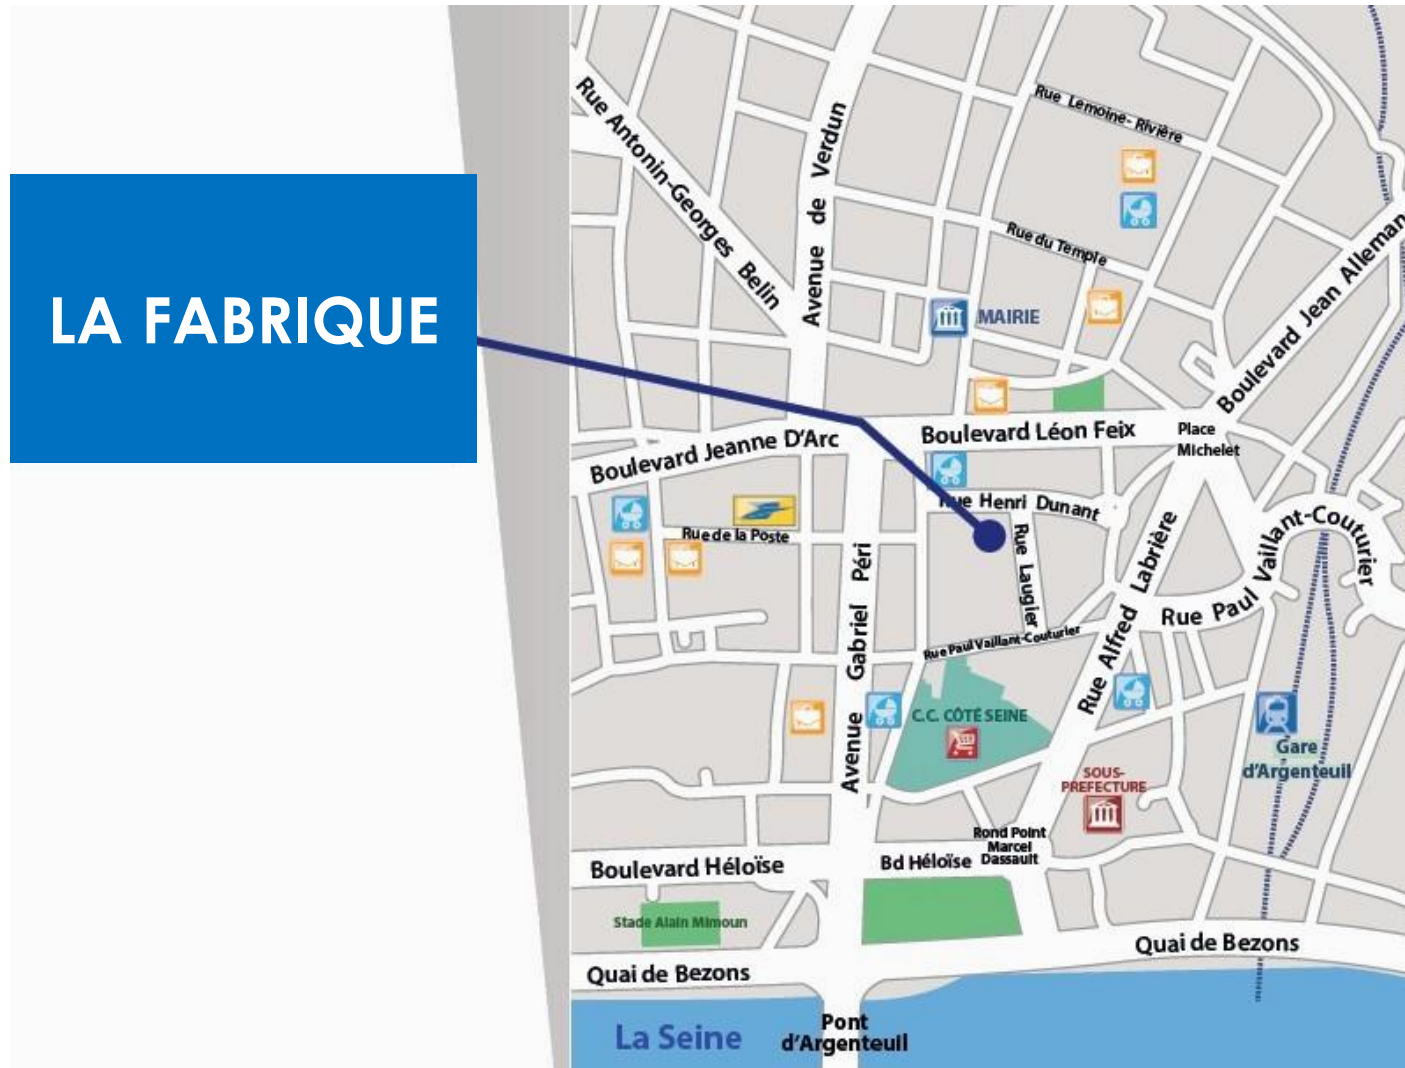 LA FABRIQUE
Rue Antonin-Georges Belin
Avenue de Verdun
Rue Lemoine-Rivière
Rue du Temple
MAIRIE
Boulevard Jean Alleman
Boulevard Jeanne D'Arc
Boulevard Léon Feix
Place
Michelet
Rue Henri Dunant
Rue de la Poste
Rue Laugier
Avenue Gabriel Péri
Rue Alfred Labrière
Rue Paul Vaillant-Couturier
Rue Paul Vaillant-Couturier
C.C. CÔTÉ SEINE
Gare
d'Argenteuil
SOUS-
PREFECTURE
Rond Point
Marcel
Dassault
Boulevard Héloïse
Bd Héloïse
Stade Alain Mimoun
Quai de Bezons
Quai de Bezons
La Seine
Pont
d'Argenteuil